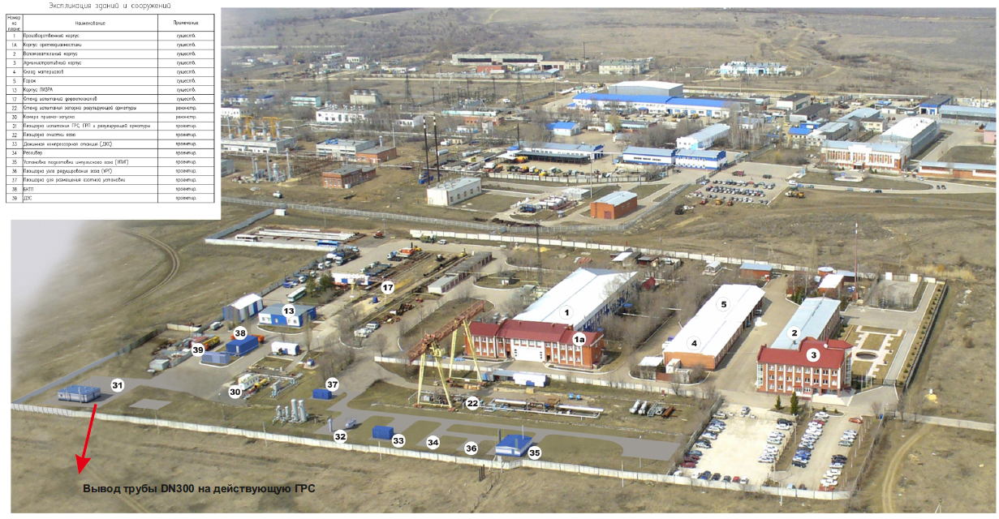 Экспликация зданий и сооружений
Номер на плане Наименование Примечание
1 Производственный корпус существ.
1А Корпус оргтехдиагностики существ.
2 Вспомогательный корпус существ.
3 Административный корпус существ.
4 Склад материалов существ.
5 Гараж существ.
13 Корпус ЛИЗРА существ.
17 Стенд испытаний дефектоскопов существ.
22 Стенд испытания запорно регулирующей арматуры реконстр.
30 Камера приема-запуска реконстр.
31 Площадка испытания ГРС, ГРП и регулирующей арматуры проектир.
32 Площадка очистки газа проектир.
33 Дожимная компрессорная станция (ДКС) проектир.
34 Ресивер проектир.
35 Установка подготовки импульсного газа (УПИГ) проектир.
36 Площадка узла редуцирования газа (УРГ) проектир.
37 Площадка для размещения азотной установки проектир.
38 БКТП проектир.
39 ДЭС проектир.
17
13
1
5
38
1а
2
4
39
3
31
37
30
22
32
33
34
36
35
Вывод трубы DN300 на действующую ГРС